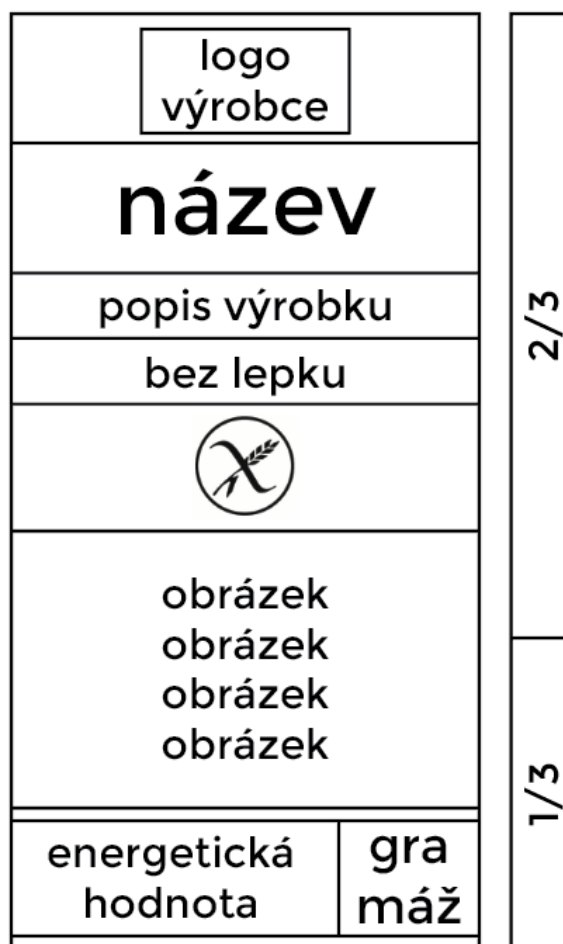 logo
výrobce
název
popis výrobku
bez lepku
obrázek
obrázek
obrázek
obrázek
energetická
hodnota
gra
máž
2/3
1/3